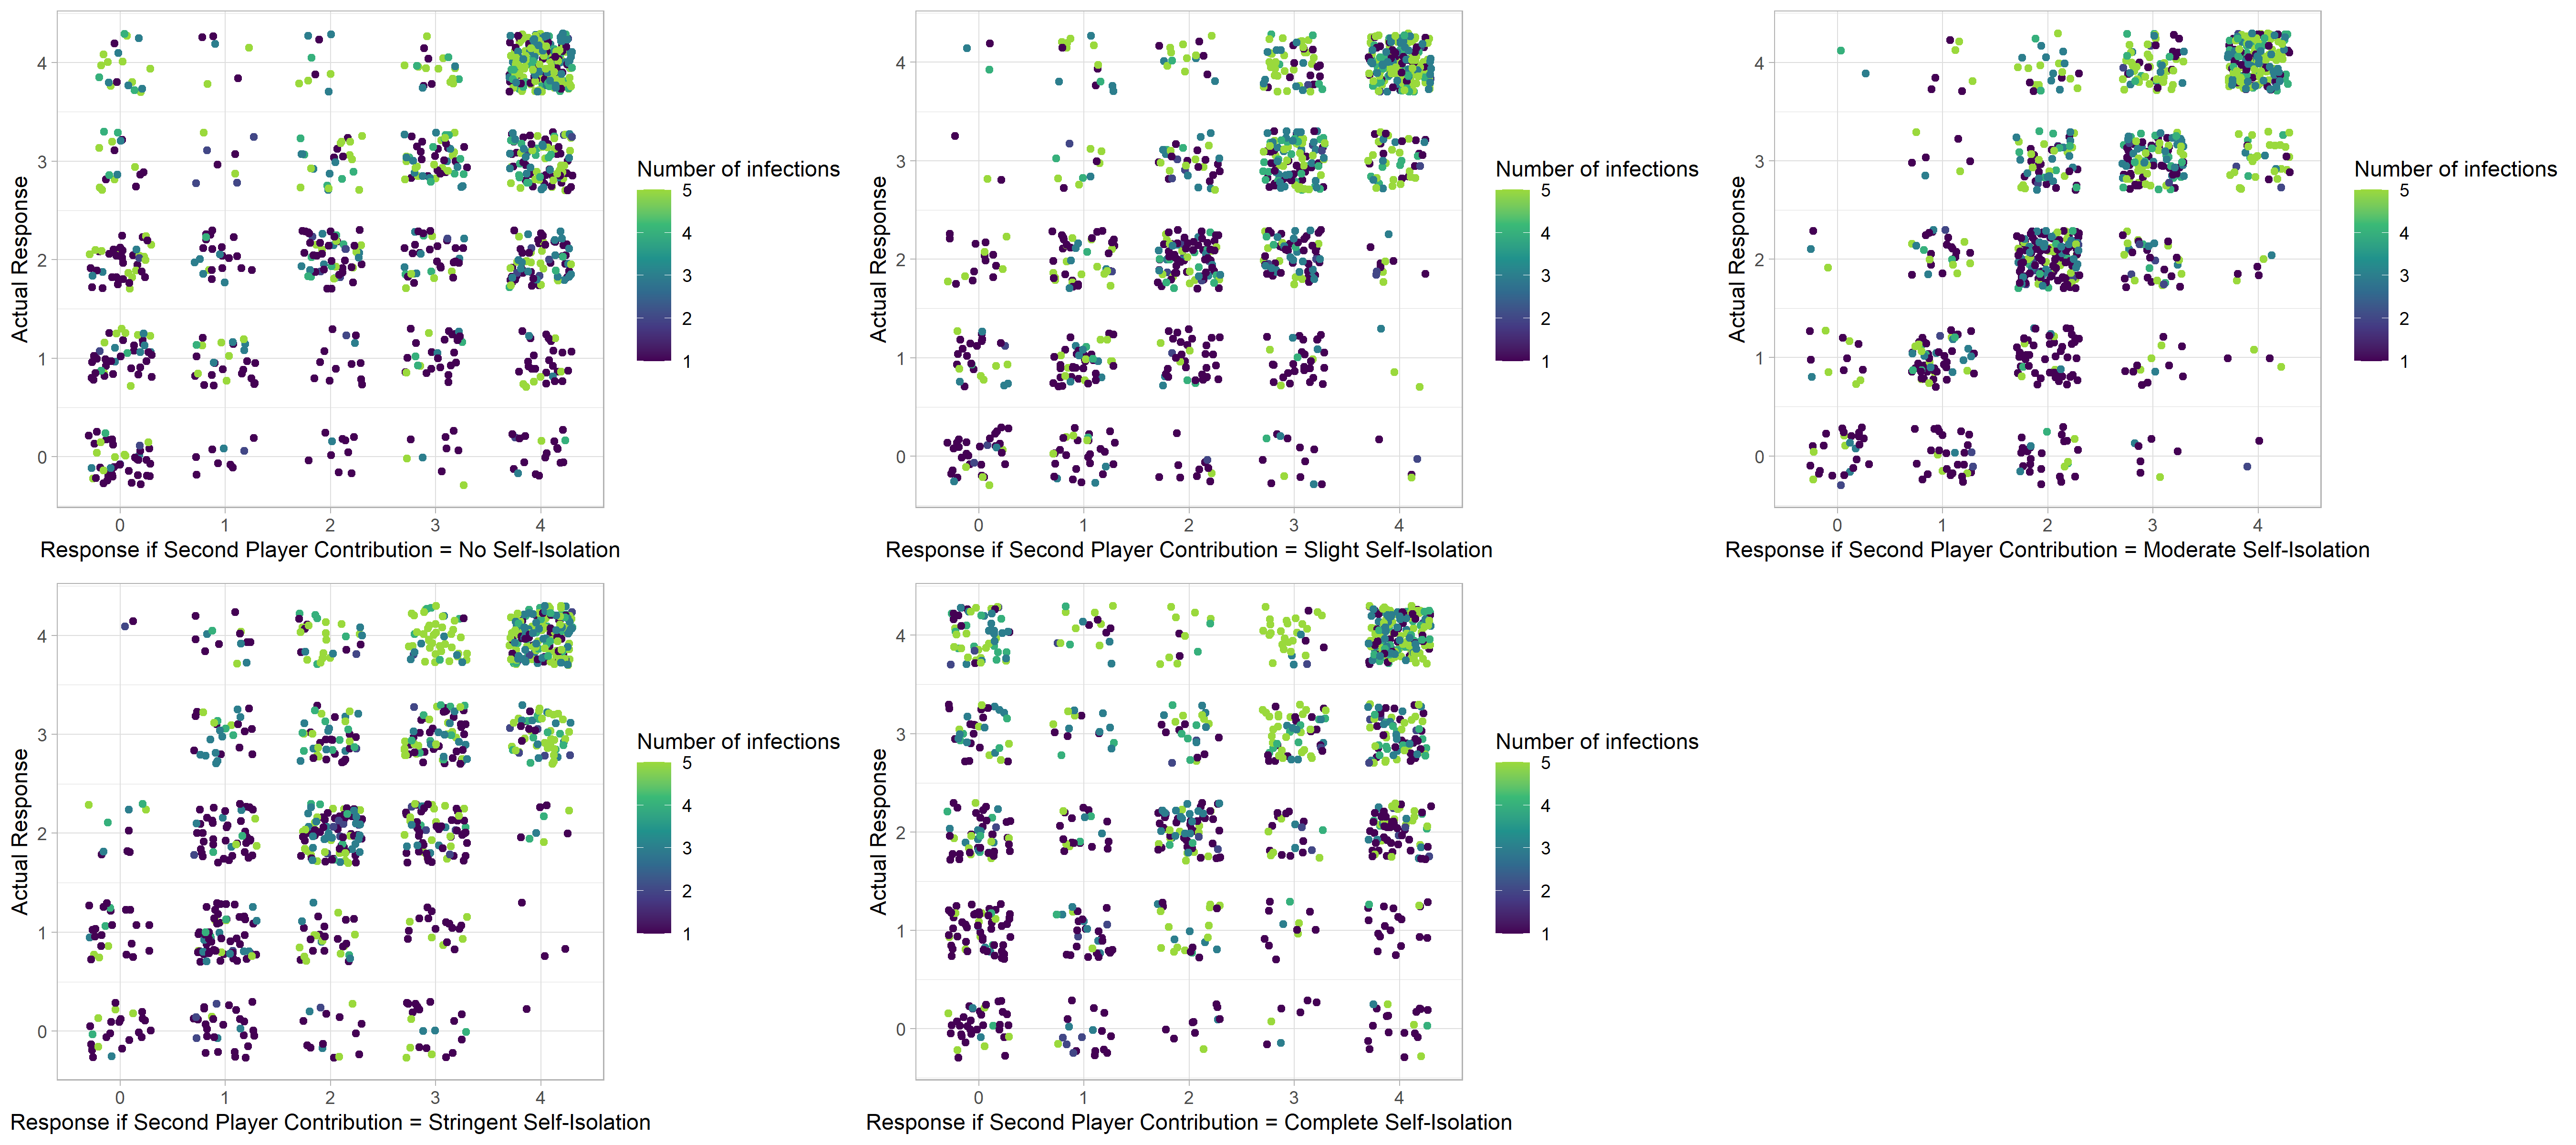 4
3
2
1
0
Actual Response
0 1 2 3 4
Response if Second Player Contribution = No Self-Isolation
Number of infections
5
4
3
2
1
4
3
2
1
0
Actual Response
0 1 2 3 4
Response if Second Player Contribution = Slight Self-Isolation
Number of infections
5
4
3
2
1
4
3
2
1
0
Actual Response
0 1 2 3 4
Response if Second Player Contribution = Moderate Self-Isolation
Number of infections
5
4
3
2
1
4
3
2
1
0
Actual Response
0 1 2 3 4
Response if Second Player Contribution = Stringent Self-Isolation
Number of infections
5
4
3
2
1
4
3
2
1
0
Actual Response
0 1 2 3 4
Response if Second Player Contribution = Complete Self-Isolation
Number of infections
5
4
3
2
1